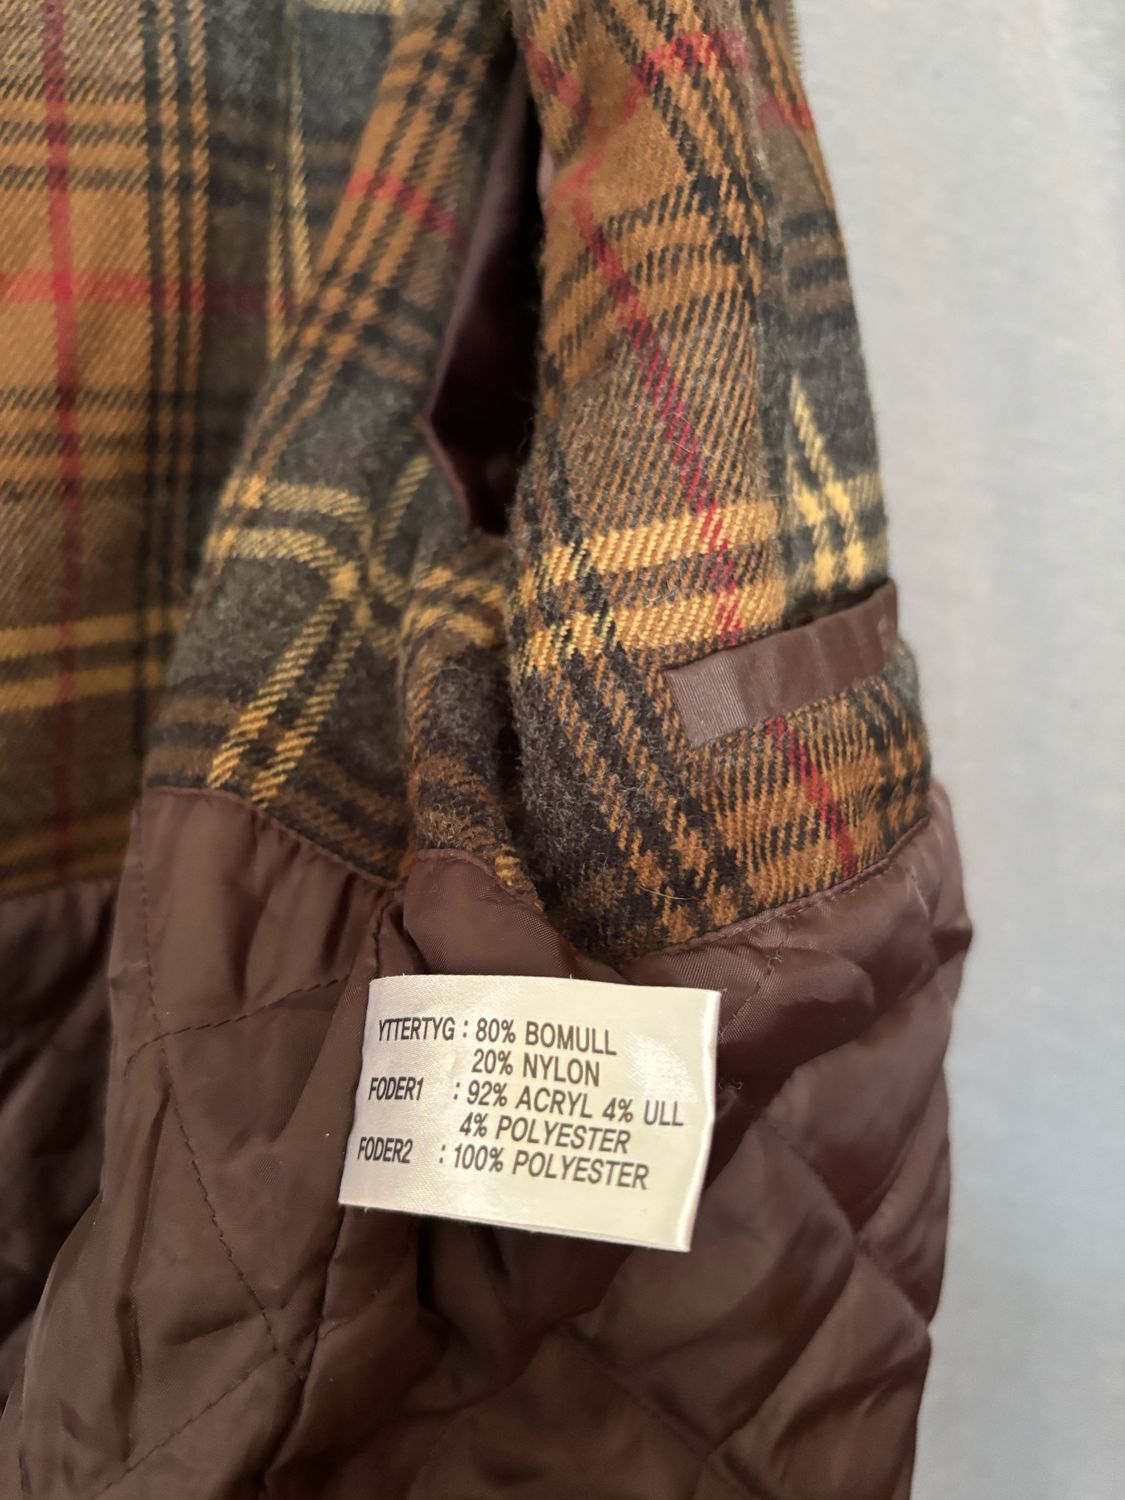 YTTERTYG : 80% BOMULL
20% NYLON
FODER1 : 92% ACRYL 4% ULL
4% POLYESTER
FODER2 : 100% POLYESTER